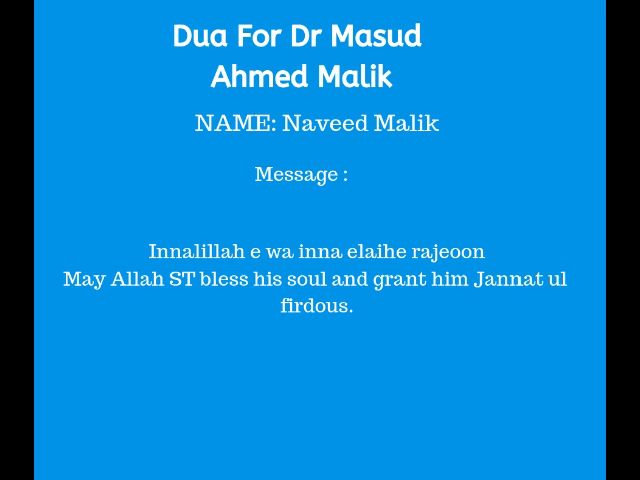 Dua For Dr Masud
Ahmed Malik
NAME: Naveed Malik
Message :
Innalillah e wa inna elaihe rajeoon
May Allah ST bless his soul and grant him Jannat ul
firdous.